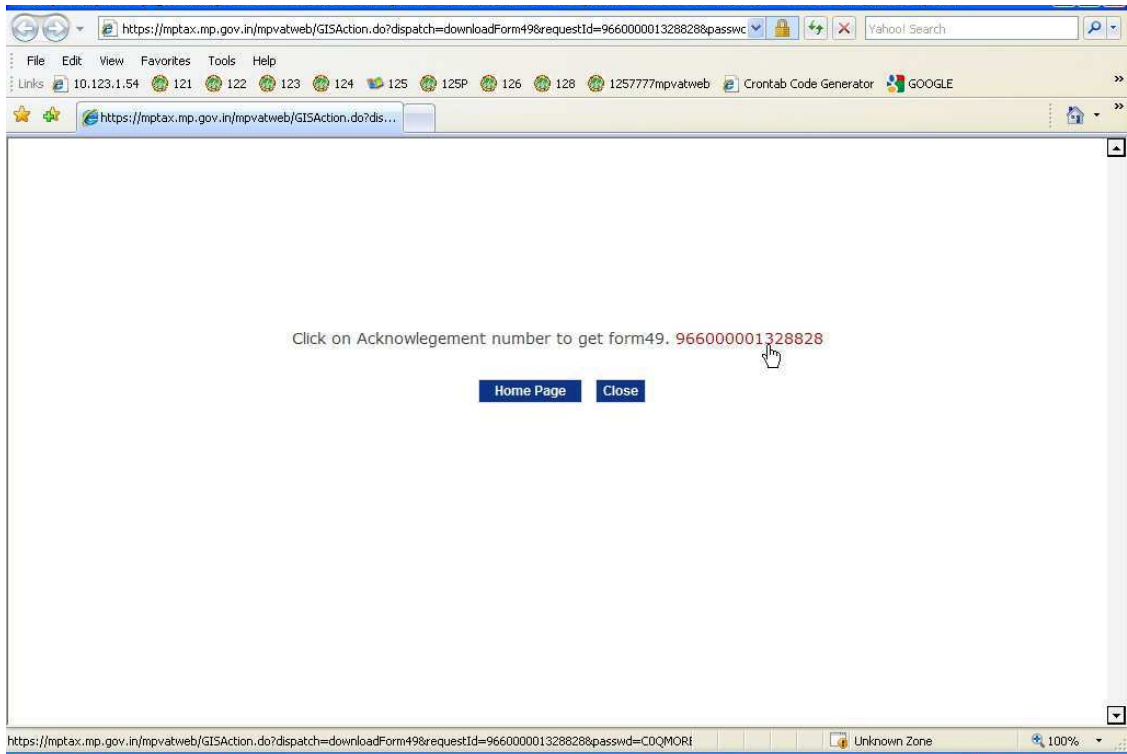 https://mptax.mp.gov.in/mpvatweb/GISAction.do?dispatch=downloadForm49&requestId=966000001328828&passwc Yahoo! Search
File Edit View Favorites Tools Help
Links 10.123.1.54 121 122 123 124 125 125P 126 128 1257777mpvatweb Crontab Code Generator GOOGLE »
https://mptax.mp.gov.in/mpvatweb/GISAction.do?dis... »
Click on Acknowlegement number to get form49. 966000001328828
Home Page Close
https://mptax.mp.gov.in/mpvatweb/GISAction.do?dispatch=downloadForm49&requestId=966000001328828&passwd=C0QMORE Unknown Zone 100%